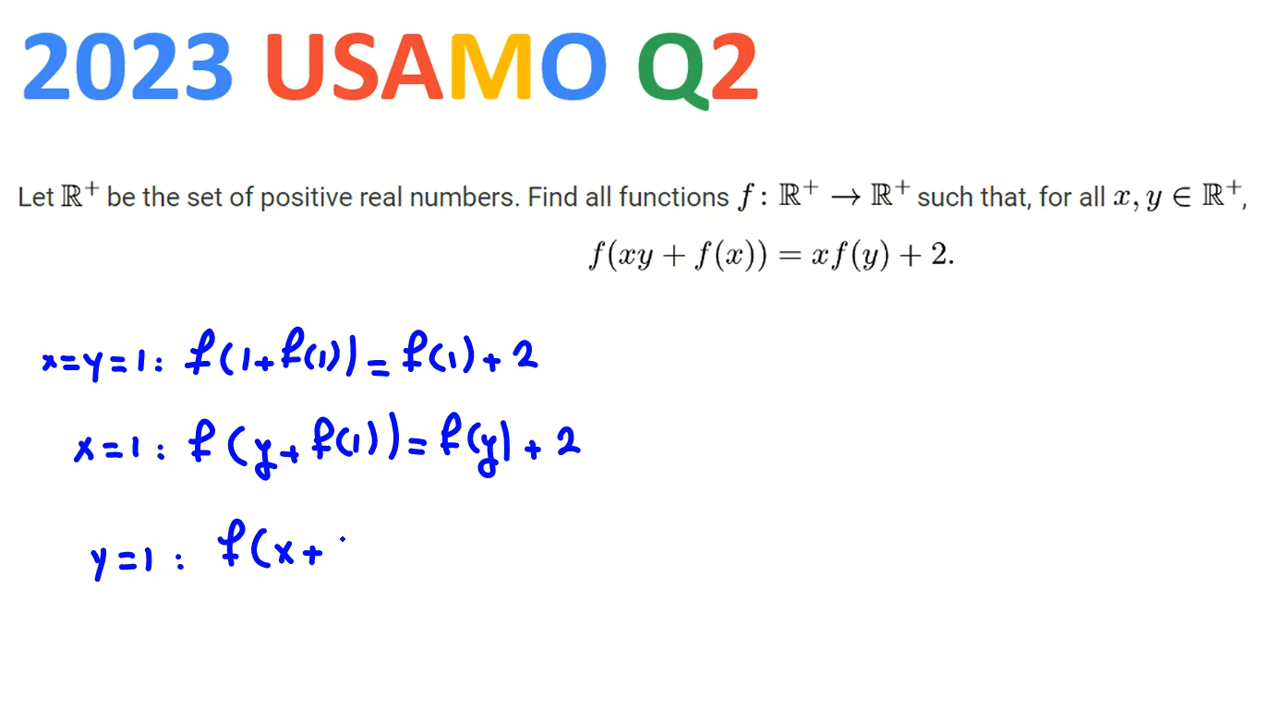 2023 USAMO Q2
Let ℝ⁺ be the set of positive real numbers. Find all functions f : ℝ⁺ → ℝ⁺ such that, for all x, y ∈ ℝ⁺,
f(xy + f(x)) = xf(y) + 2.
x=y=1: f(1+f(1))=f(1)+2
x=1: f(y+f(1))=f(y)+2
y=1: f(x+